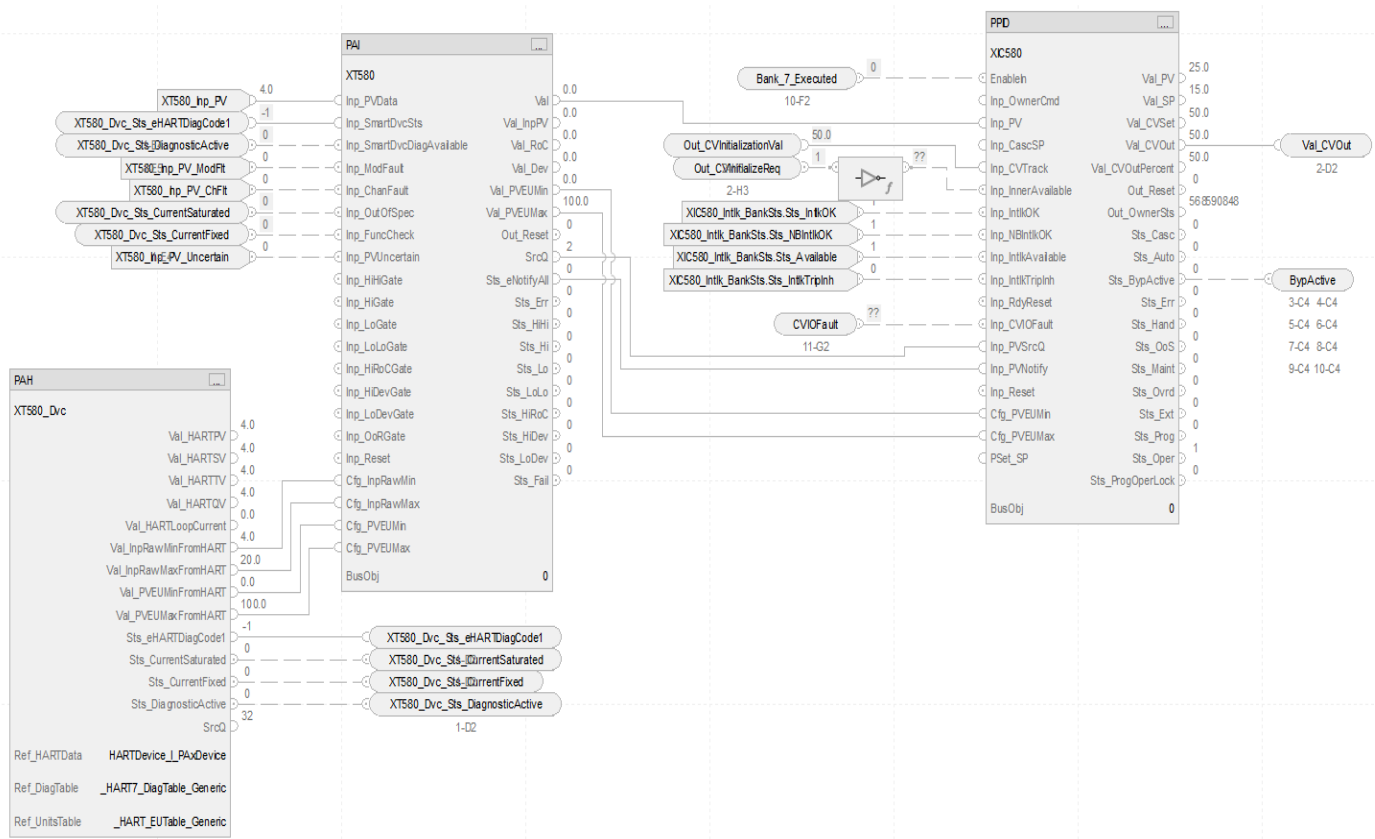 PAI
...
XT580
XT580_Inp_PV
4.0
XT580_Dvc_Sts_eHARTDiagCode1
-1
XT580_Dvc_Sts_DiagnosticActive
0
XT580_Inp_PV_ModFlt
0
XT580_Inp_PV_ChFlt
0
XT580_Dvc_Sts_CurrentSaturated
0
XT580_Dvc_Sts_CurrentFixed
0
XT580_Inp_PV_Uncertain
0
Inp_PVData
Inp_SmartDvcSts
Inp_SmartDvcDiagAvailable
Inp_ModFault
Inp_ChanFault
Inp_OutOfSpec
Inp_FuncCheck
Inp_PVUncertain
Inp_HiHiGate
Inp_HiGate
Inp_LoGate
Inp_LoLoGate
Inp_HiRoCGate
Inp_HiDevGate
Inp_LoDevGate
Inp_OoRGate
Inp_Reset
Cfg_InpRawMin
Cfg_InpRawMax
Cfg_PVEUMin
Cfg_PVEUMax
Val 0.0
Val_InpPV 0.0
Val_RoC 0.0
Val_Dev 0.0
Val_PVEUMin 0.0
Val_PVEUMax 100.0
Out_Reset 0
SrcQ 2
Sts_eNotifyAll 0
Sts_Err 0
Sts_HiHi 0
Sts_Hi 0
Sts_Lo 0
Sts_LoLo 0
Sts_HiRoC 0
Sts_HiDev 0
Sts_LoDev 0
Sts_Fail 0
BusObj 0
PPID
...
XIC580
Bank_7_Executed
0
10-F2
Out_CVInitializationVal
50.0
Out_CVInitializeReq
1
2-H3
f
??
XIC580_Intlk_BankSts.Sts_IntlkOK
1
XIC580_Intlk_BankSts.Sts_NBIntlkOK
1
XIC580_Intlk_BankSts.Sts_Available
1
XIC580_Intlk_BankSts.Sts_IntlkTripInh
0
CVIOFault
??
11-G2
EnableIn
Inp_OwnerCmd
Inp_PV
Inp_CascSP
Inp_CVTrack
Inp_InnerAvailable
Inp_IntlkOK
Inp_NBIntlkOK
Inp_IntlkAvailable
Inp_IntlkTripInh
Inp_RdyReset
Inp_CVIOFault
Inp_PVSrcQ
Inp_PVNotify
Inp_Reset
Cfg_PVEUMin
Cfg_PVEUMax
PSet_SP
Val_PV 25.0
Val_SP 15.0
Val_CVSet 50.0
Val_CVOut 50.0
Val_CVOutPercent 50.0
Out_Reset 0
Out_OwnerSts 568590848
Sts_Casc 0
Sts_Auto 0
Sts_BypActive 0
Sts_Err 0
Sts_Hand 0
Sts_OoS 0
Sts_Maint 0
Sts_Ovrd 0
Sts_Ext 0
Sts_Prog 0
Sts_Oper 1
Sts_ProgOperLock 0
BusObj 0
Val_CVOut
2-D2
BypActive
3-C4 4-C4
5-C4 6-C4
7-C4 8-C4
9-C4 10-C4
PAH
...
XT580_Dvc
Val_HARTPV 4.0
Val_HARTSV 4.0
Val_HARTTV 4.0
Val_HARTQV 4.0
Val_HARTLoopCurrent 0.0
Val_InpRawMinFromHART 4.0
Val_InpRawMaxFromHART 20.0
Val_PVEUMinFromHART 0.0
Val_PVEUMaxFromHART 100.0
Sts_eHARTDiagCode1 -1
Sts_CurrentSaturated 0
Sts_CurrentFixed 0
Sts_DiagnosticActive 0
SrcQ 32
Ref_HARTData HARTDevice_I_PAxDevice
Ref_DiagTable _HART7_DiagTable_Generic
Ref_UnitsTable _HART_EUTable_Generic
XT580_Dvc_Sts_eHARTDiagCode1
XT580_Dvc_Sts_CurrentSaturated
XT580_Dvc_Sts_CurrentFixed
XT580_Dvc_Sts_DiagnosticActive
1-D2